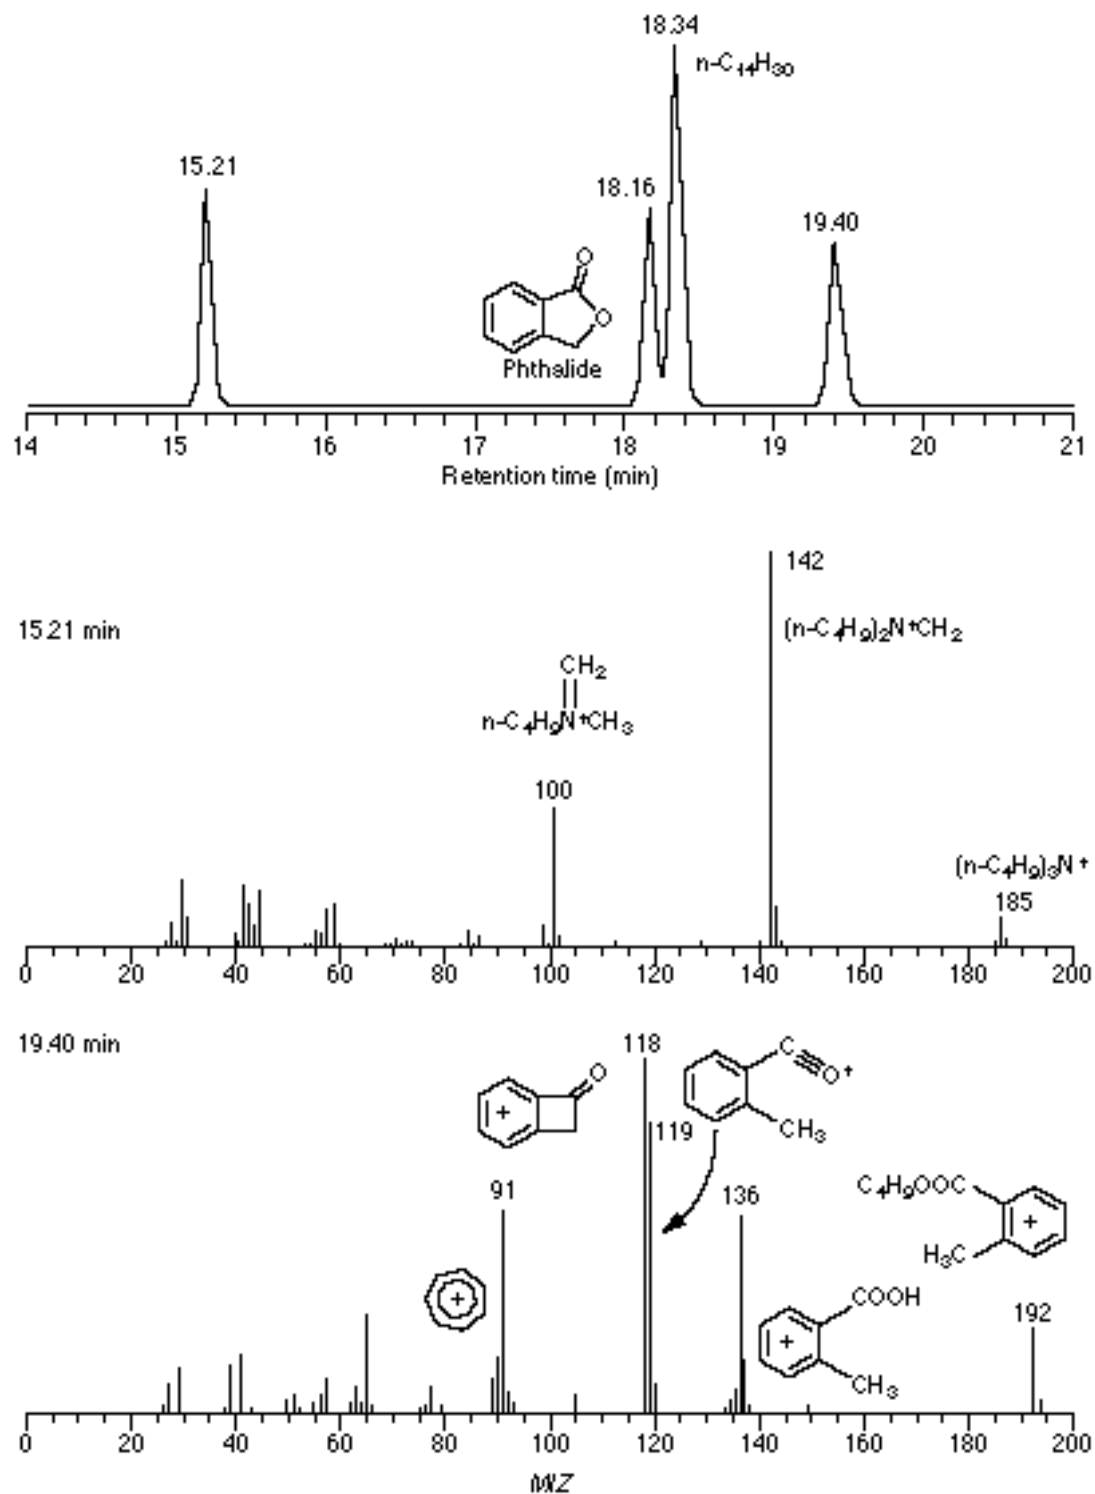 18.34
n-C14H30
15.21
18.16
19.40
O
O
Phthalide
14 15 16 17 18 19 20 21
Retention time (min)
142
15.21 min
(n-C4H9)2N+CH2
CH2
n-C4H9N+CH3
100
(n-C4H9)3N+
185
0 20 40 60 80 100 120 140 160 180 200
19.40 min
118
C
O
O+
+
CH3
119
91
136
C4H9OOC
+
H3C
+
COOH
192
+
CH3
0 20 40 60 80 100 120 140 160 180 200
M/Z